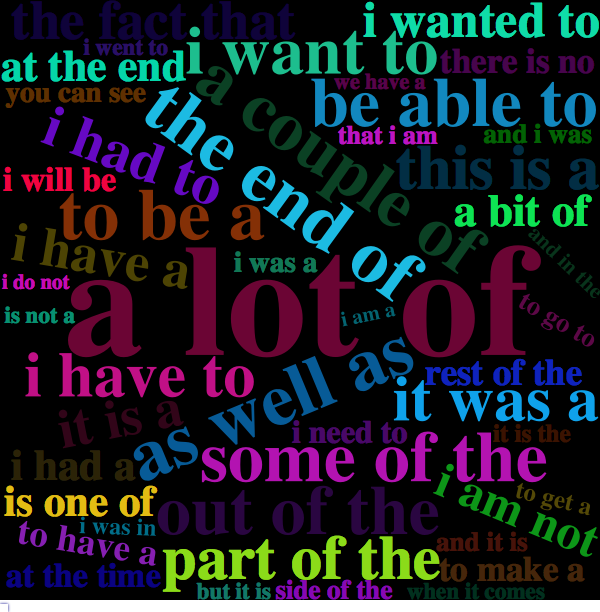 the fact that
i wanted to
i went to
i want to
there is no
at the end
a couple of
we have a
you can see
the end of
be able to
i had to
that i am
and i was
this is a
i will be
to be a
a bit of
i have a
i was a
and in the
a lot of
i do not
is not a
i am a
to go to
i have to
as well as
rest of the
it was a
it is a
i need to
it is the
i had a
some of the
i am not
to get a
is one of
out of the
i was in
to have a
part of the
and it is
at the time
to make a
but it is
side of the
when it comes